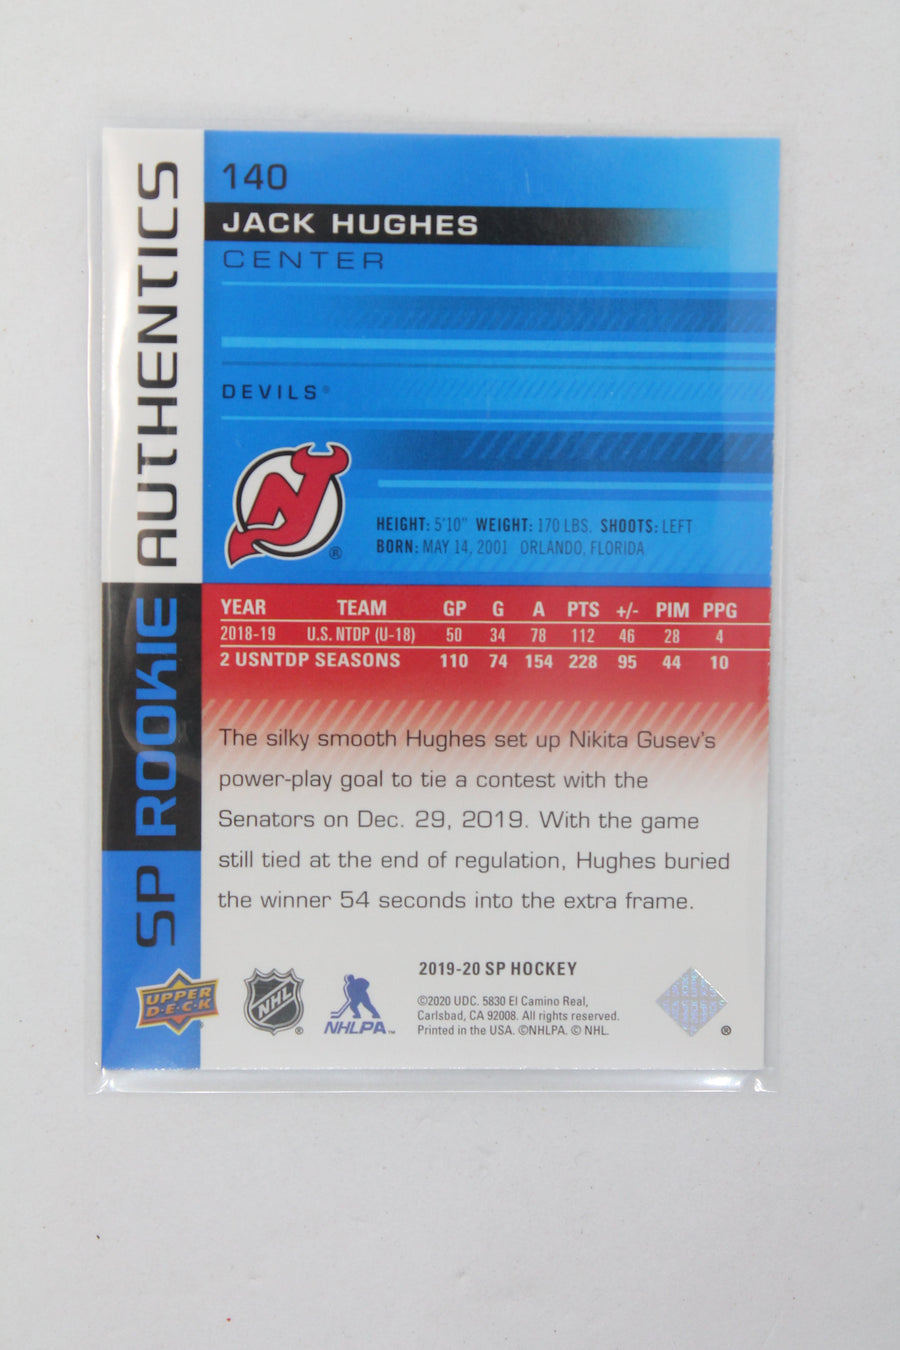 140
JACK HUGHES
CENTER
DEVILS®
HEIGHT: 5'10" WEIGHT: 170 LBS. SHOOTS: LEFT
BORN: MAY 14, 2001 ORLANDO, FLORIDA
SP ROOKIE AUTHENTICS
®
YEAR TEAM GP G A PTS +/- PIM PPG
2018-19 U.S. NTDP (U-18) 50 34 78 112 46 28 4
2 USNTDP SEASONS 110 74 154 228 95 44 10
The silky smooth Hughes set up Nikita Gusev's
power-play goal to tie a contest with the
Senators on Dec. 29, 2019. With the game
still tied at the end of regulation, Hughes buried
the winner 54 seconds into the extra frame.
UPPER
D·E·C·K
NHL
®
NHLPA™
2019-20 SP HOCKEY
©2020 UDC. 5830 El Camino Real,
Carlsbad, CA 92008. All rights reserved.
Printed in the USA. ©NHLPA. © NHL.
®